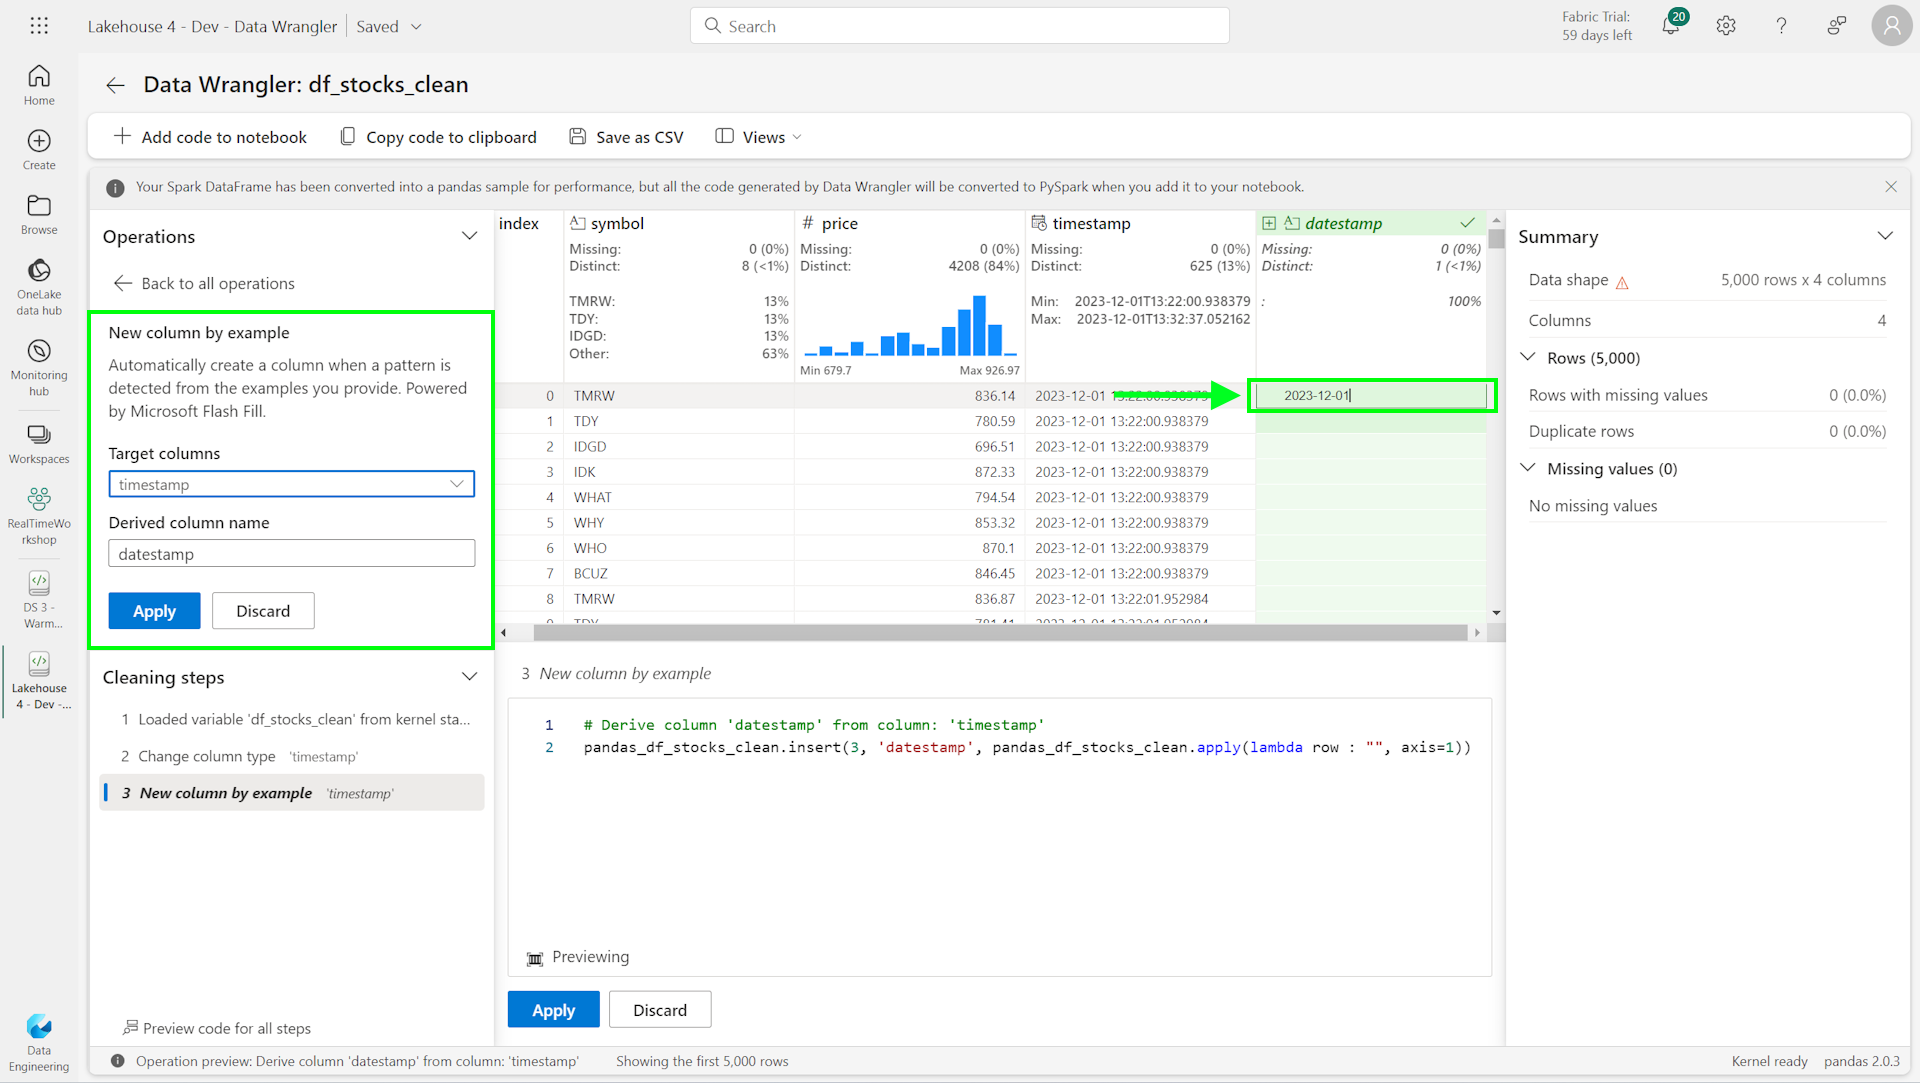 Lakehouse 4 - Dev - Data Wrangler | Saved
Search
Fabric Trial:
59 days left
20
Home
Create
Browse
OneLake
data hub
Monitoring
hub
Workspaces
RealTimeWo
rkshop
DS 3 -
Warm...
Lakehouse
4 - Dev -...
Data
Engineering
Data Wrangler: df_stocks_clean
Add code to notebook
Copy code to clipboard
Save as CSV
Views
Your Spark DataFrame has been converted into a pandas sample for performance, but all the code generated by Data Wrangler will be converted to PySpark when you add it to your notebook.
Operations
Back to all operations
New column by example
Automatically create a column when a pattern is
detected from the examples you provide. Powered
by Microsoft Flash Fill.
Target columns
timestamp
Derived column name
datestamp
Apply
Discard
Cleaning steps
1 Loaded variable 'df_stocks_clean' from kernel sta...
2 Change column type 'timestamp'
3 New column by example 'timestamp'
Preview code for all steps
index
symbol
Missing: 0 (0%)
Distinct: 8 (<1%)
TMRW: 13%
TDY: 13%
IDGD: 13%
Other: 63%
# price
Missing: 0 (0%)
Distinct: 4208 (84%)
Min 679.7 Max 926.97
timestamp
Missing: 0 (0%)
Distinct: 625 (13%)
Min: 2023-12-01T13:22:00.938379
Max: 2023-12-01T13:32:37.052162
datestamp
Missing: 0 (0%)
Distinct: 1 (<1%)
: 100%
0 TMRW 836.14 2023-12-01 13:22:00.938379 2023-12-01
1 TDY 780.59 2023-12-01 13:22:00.938379
2 IDGD 696.51 2023-12-01 13:22:00.938379
3 IDK 872.33 2023-12-01 13:22:00.938379
4 WHAT 794.54 2023-12-01 13:22:00.938379
5 WHY 853.32 2023-12-01 13:22:00.938379
6 WHO 870.1 2023-12-01 13:22:00.938379
7 BCUZ 846.45 2023-12-01 13:22:00.938379
8 TMRW 836.87 2023-12-01 13:22:01.952984
9 TDY 781.41 2023-12-01 13:22:01.952984
3 New column by example
1 # Derive column 'datestamp' from column: 'timestamp'
2 pandas_df_stocks_clean.insert(3, 'datestamp', pandas_df_stocks_clean.apply(lambda row : "", axis=1))
Previewing
Apply
Discard
Summary
Data shape 5,000 rows x 4 columns
Columns 4
Rows (5,000)
Rows with missing values 0 (0.0%)
Duplicate rows 0 (0.0%)
Missing values (0)
No missing values
Operation preview: Derive column 'datestamp' from column: 'timestamp'
Showing the first 5,000 rows
Kernel ready
pandas 2.0.3